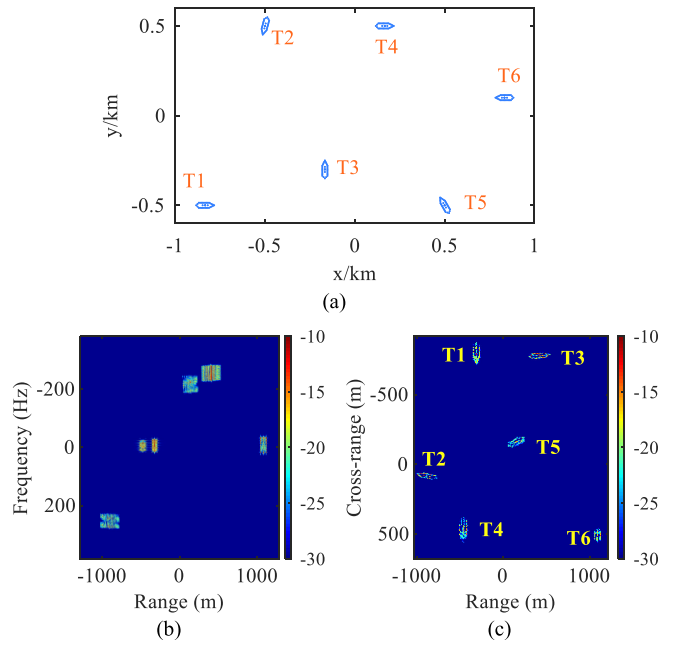 0.5
0
-0.5
y/km
T2
T4
T6
T3
T1
T5
-1
-0.5
0
0.5
1
x/km
(a)
-200
0
200
Frequency (Hz)
-1000
0
1000
Range (m)
-10
-15
-20
-25
-30
(b)
-500
0
500
Cross-range (m)
T1
T3
T5
T2
T4
T6
-1000
0
1000
Range (m)
-10
-15
-20
-25
-30
(c)